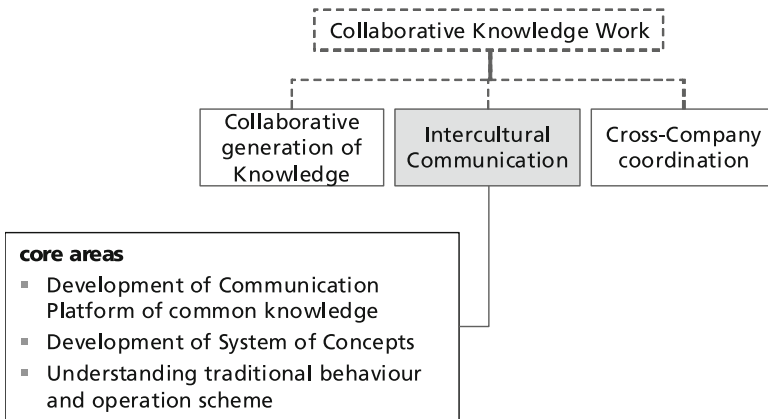 Collaborative Knowledge Work
Collaborative
generation of
Knowledge
Intercultural
Communication
Cross-Company
coordination
core areas
Development of Communication
Platform of common knowledge
Development of System of Concepts
Understanding traditional behaviour
and operation scheme